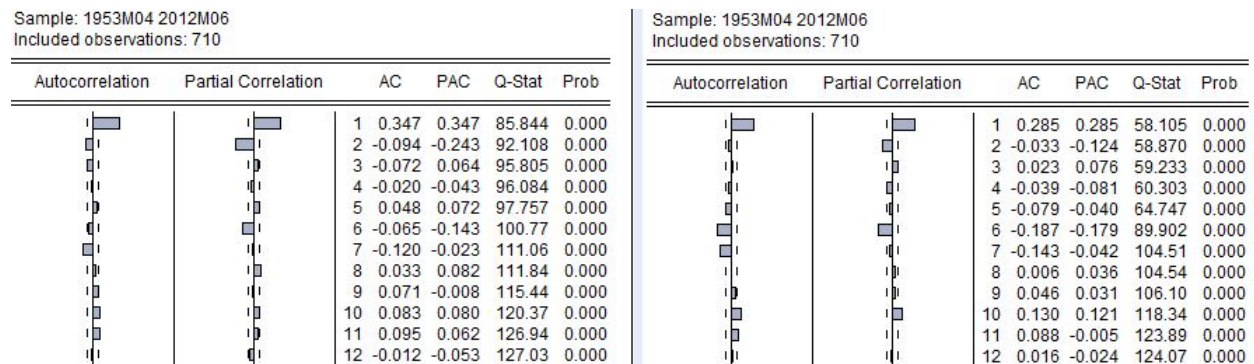 Sample: 1953M04 2012M06
Included observations: 710
Autocorrelation Partial Correlation AC PAC Q-Stat Prob
1 0.347 0.347 85.844 0.000
2 -0.094 -0.243 92.108 0.000
3 -0.072 0.064 95.805 0.000
4 -0.020 -0.043 96.084 0.000
5 0.048 0.072 97.757 0.000
6 -0.065 -0.143 100.77 0.000
7 -0.120 -0.023 111.06 0.000
8 0.033 0.082 111.84 0.000
9 0.071 -0.008 115.44 0.000
10 0.083 0.080 120.37 0.000
11 0.095 0.062 126.94 0.000
12 -0.012 -0.053 127.03 0.000
Sample: 1953M04 2012M06
Included observations: 710
Autocorrelation Partial Correlation AC PAC Q-Stat Prob
1 0.285 0.285 58.105 0.000
2 -0.033 -0.124 58.870 0.000
3 0.023 0.076 59.233 0.000
4 -0.039 -0.081 60.303 0.000
5 -0.079 -0.040 64.747 0.000
6 -0.187 -0.179 89.902 0.000
7 -0.143 -0.042 104.51 0.000
8 0.006 0.036 104.54 0.000
9 0.046 0.031 106.10 0.000
10 0.130 0.121 118.34 0.000
11 0.088 -0.005 123.89 0.000
12 0.016 -0.024 124.07 0.000